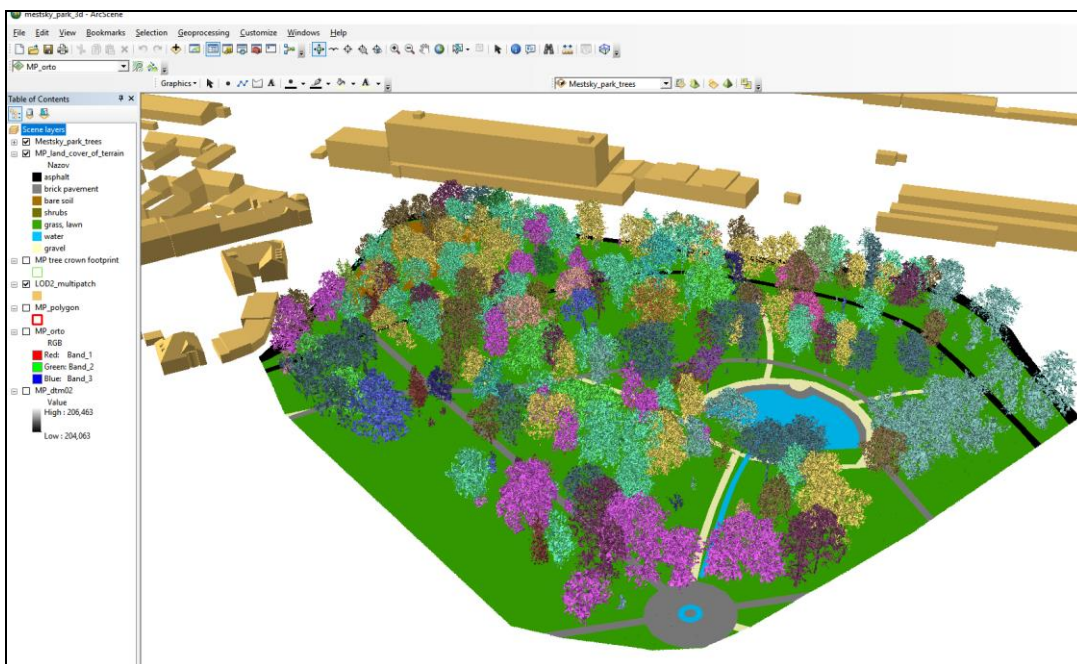 mestsky_park_3d - ArcScene
File Edit View Bookmarks Selection Geoprocessing Customize Windows Help
MP_orto
Graphics
Mestsky_park_trees
Table of Contents
Scene layers
Mestsky_park_trees
MP_land_cover_of_terrain
Nazov
asphalt
brick pavement
bare soil
shrubs
grass, lawn
water
gravel
MP tree crown footprint
LOD2_multipatch
MP_polygon
MP_orto
RGB
Red: Band_1
Green: Band_2
Blue: Band_3
MP_dtm02
Value
High : 206,463
Low : 204,063